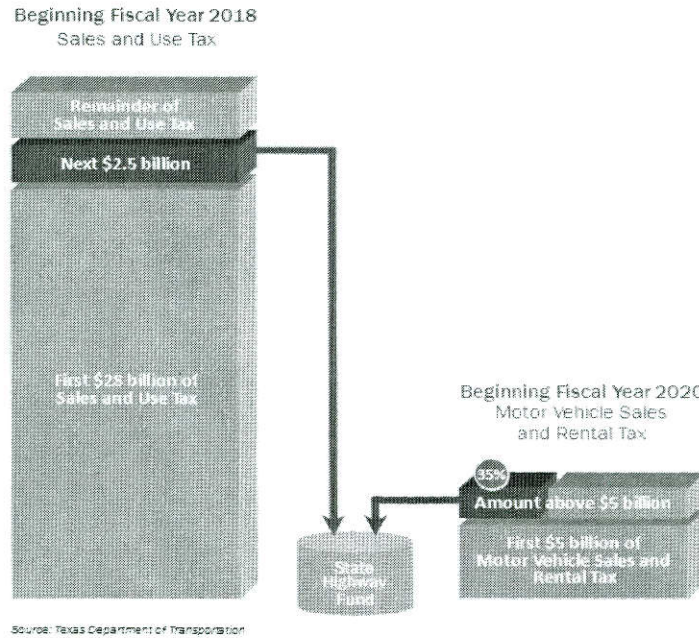 Beginning Fiscal Year 2018
Sales and Use Tax
Remainder of
Sales and Use Tax
Next $2.5 billion
First $28 billion of
Sales and Use Tax
Beginning Fiscal Year 2020
Motor Vehicle Sales
and Rental Tax
35%
Amount above $5 billion
First $5 billion of
Motor Vehicle Sales and
Rental Tax
State
Highway
Fund
Source: Texas Department of Transportation